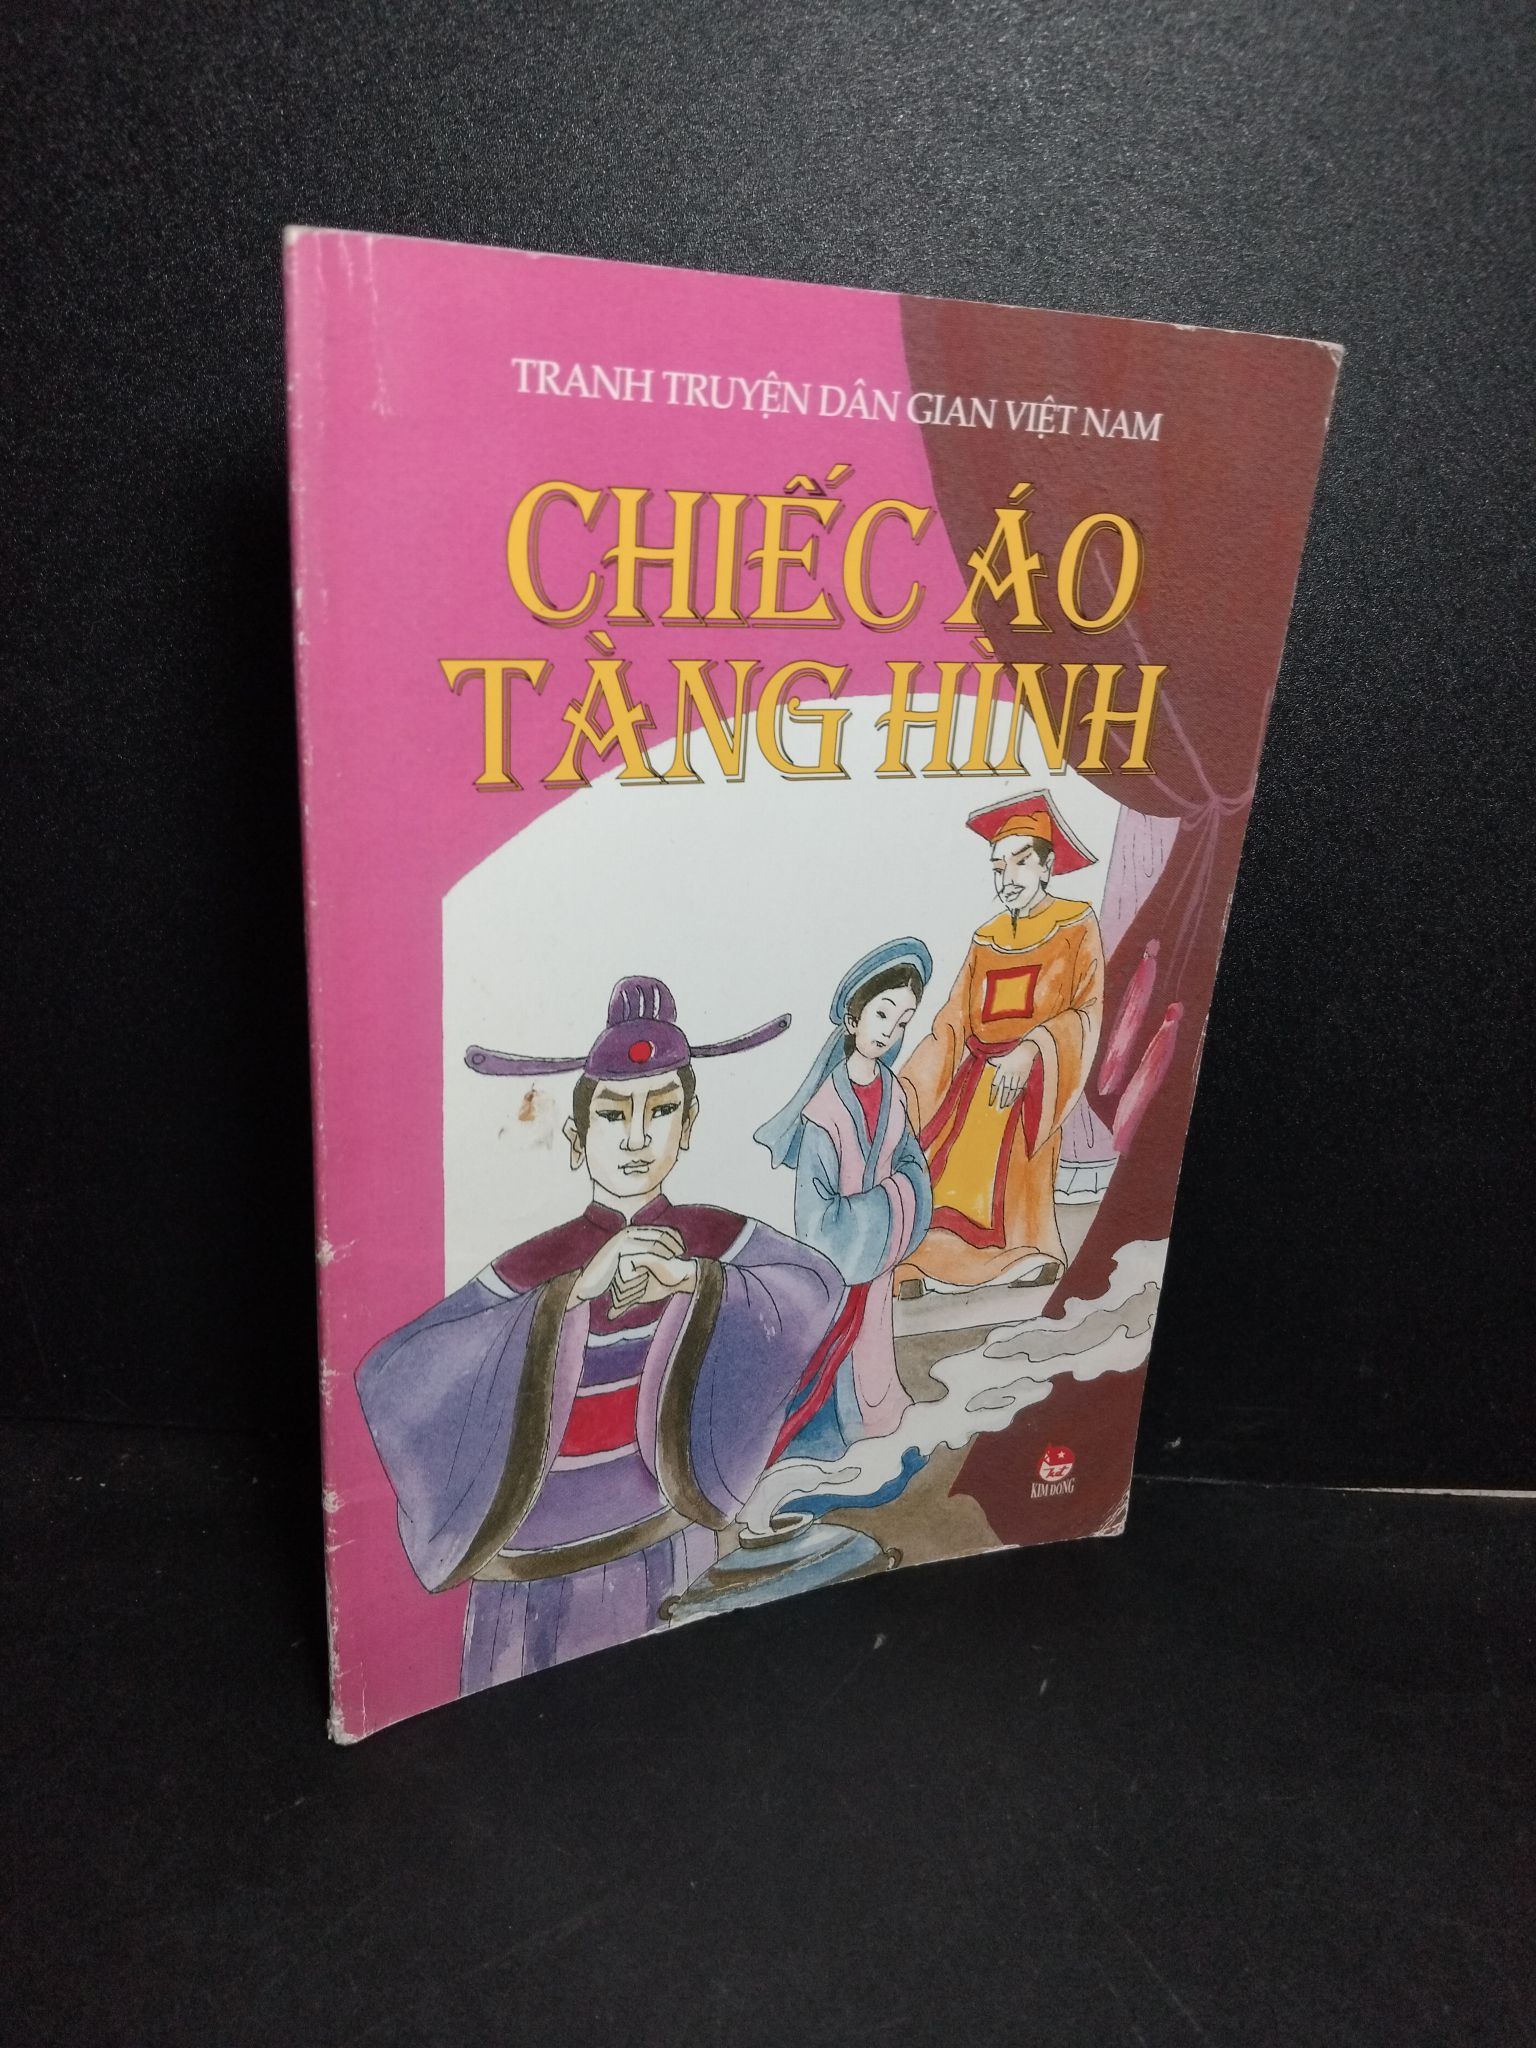 TRANH TRUYỆN DÂN GIAN VIỆT NAM
CHIẾC ÁO
TÀNG HÌNH
KIM ĐỒNG